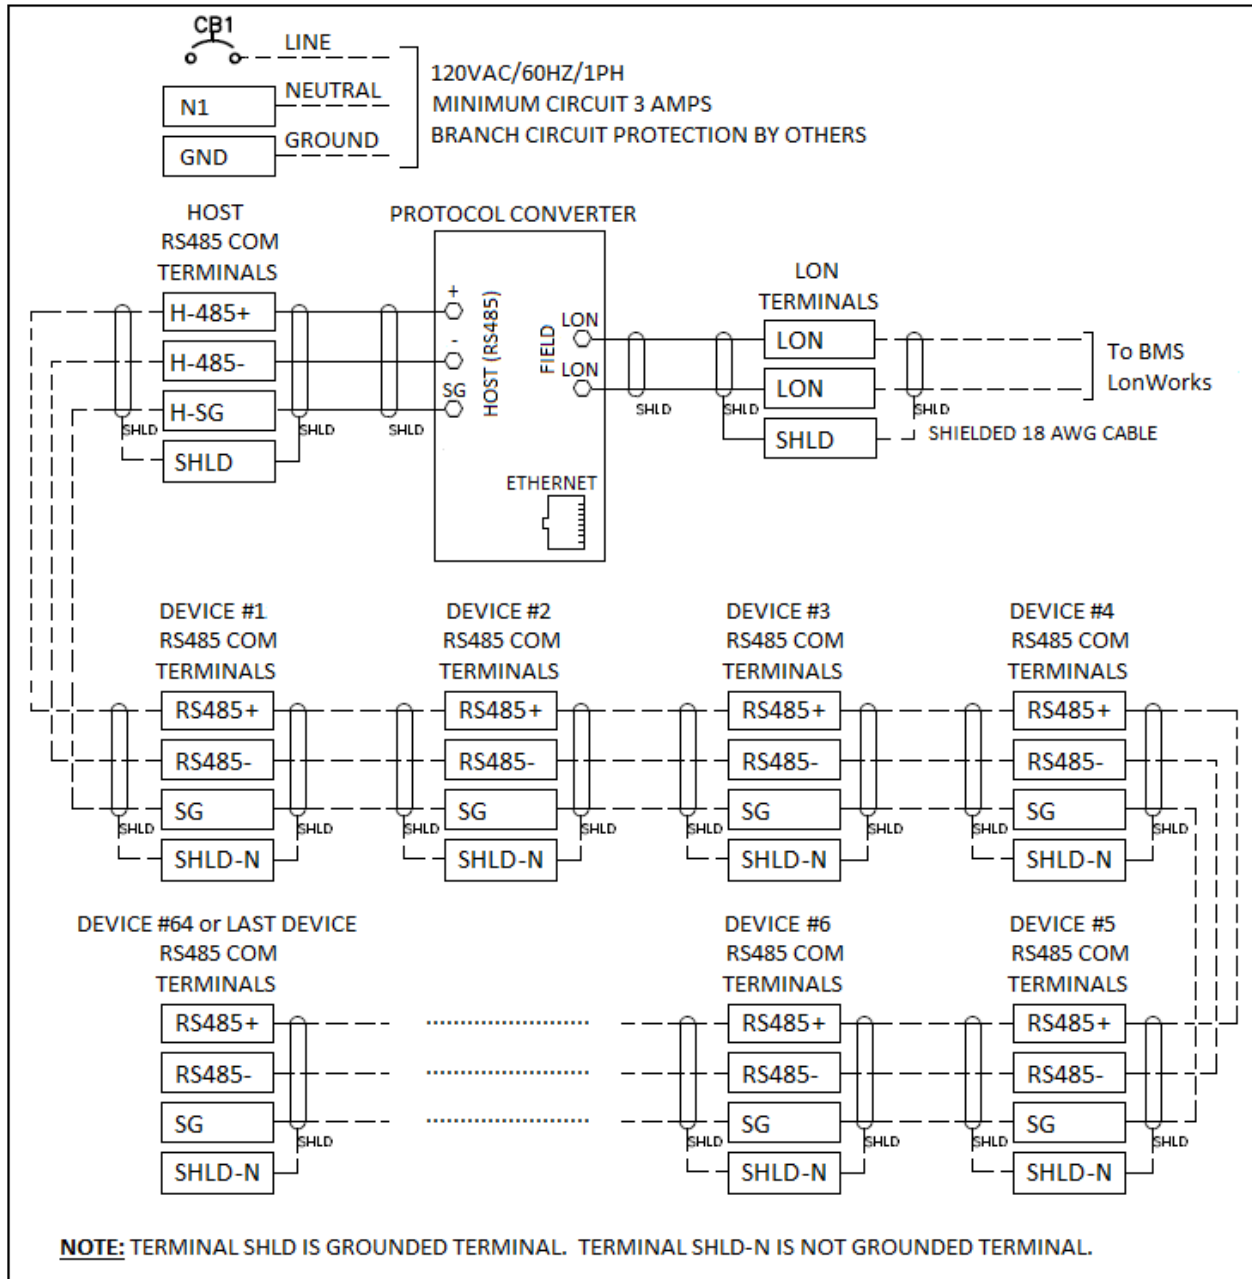 CB1
LINE
N1
NEUTRAL
GND
GROUND
120VAC/60HZ/1PH
MINIMUM CIRCUIT 3 AMPS
BRANCH CIRCUIT PROTECTION BY OTHERS
HOST
RS485 COM
TERMINALS
H-485+
H-485-
H-SG
SHLD
SHLD
SHLD
SHLD
PROTOCOL CONVERTER
+
-
SG
HOST (RS485)
FIELD
LON
LON
ETHERNET
SHLD
SHLD
LON
TERMINALS
LON
LON
SHLD
SHLD
To BMS
LonWorks
SHIELDED 18 AWG CABLE
DEVICE #1
RS485 COM
TERMINALS
RS485+
RS485-
SG
SHLD-N
SHLD
SHLD
DEVICE #2
RS485 COM
TERMINALS
RS485+
RS485-
SG
SHLD-N
SHLD
SHLD
DEVICE #3
RS485 COM
TERMINALS
RS485+
RS485-
SG
SHLD-N
SHLD
SHLD
DEVICE #4
RS485 COM
TERMINALS
RS485+
RS485-
SG
SHLD-N
SHLD
SHLD
DEVICE #64 or LAST DEVICE
RS485 COM
TERMINALS
RS485+
RS485-
SG
SHLD-N
SHLD
DEVICE #6
RS485 COM
TERMINALS
RS485+
RS485-
SG
SHLD-N
SHLD
SHLD
DEVICE #5
RS485 COM
TERMINALS
RS485+
RS485-
SG
SHLD-N
SHLD
SHLD
NOTE: TERMINAL SHLD IS GROUNDED TERMINAL. TERMINAL SHLD-N IS NOT GROUNDED TERMINAL.